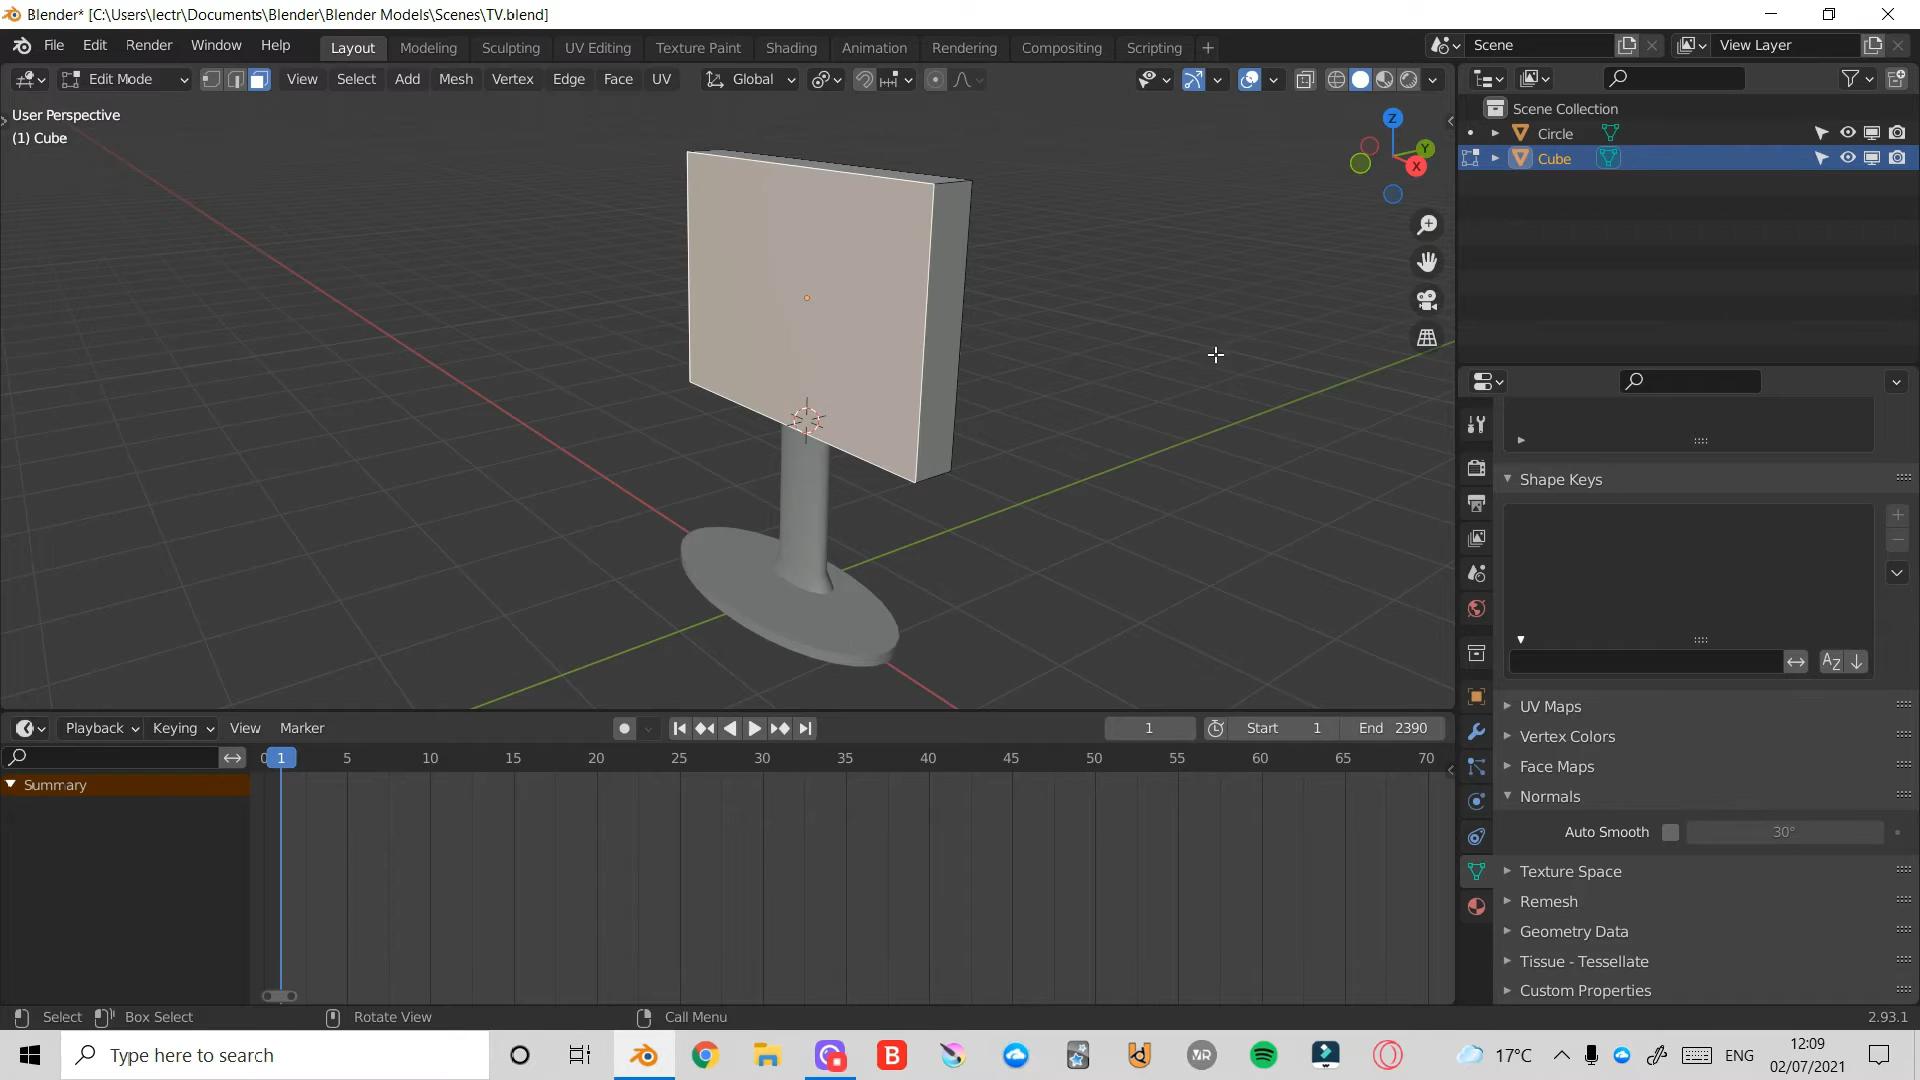 Blender* [C:\Users\lectr\Documents\Blender\Blender Models\Scenes\TV.blend]
File Edit Render Window Help Layout Modeling Sculpting UV Editing Texture Paint Shading Animation Rendering Compositing Scripting + Scene View Layer
Edit Mode View Select Add Mesh Vertex Edge Face UV Global
User Perspective
(1) Cube
Z
Y
X
Scene Collection
Circle
Cube
Shape Keys
UV Maps
Vertex Colors
Face Maps
Normals
Auto Smooth 30°
Texture Space
Remesh
Geometry Data
Tissue - Tessellate
Custom Properties
Playback Keying View Marker 1 Start 1 End 2390
0 1 5 10 15 20 25 30 35 40 45 50 55 60 65 70
Summary
Select Box Select Rotate View Call Menu 2.93.1
Type here to search 17°C ENG 12:09
02/07/2021